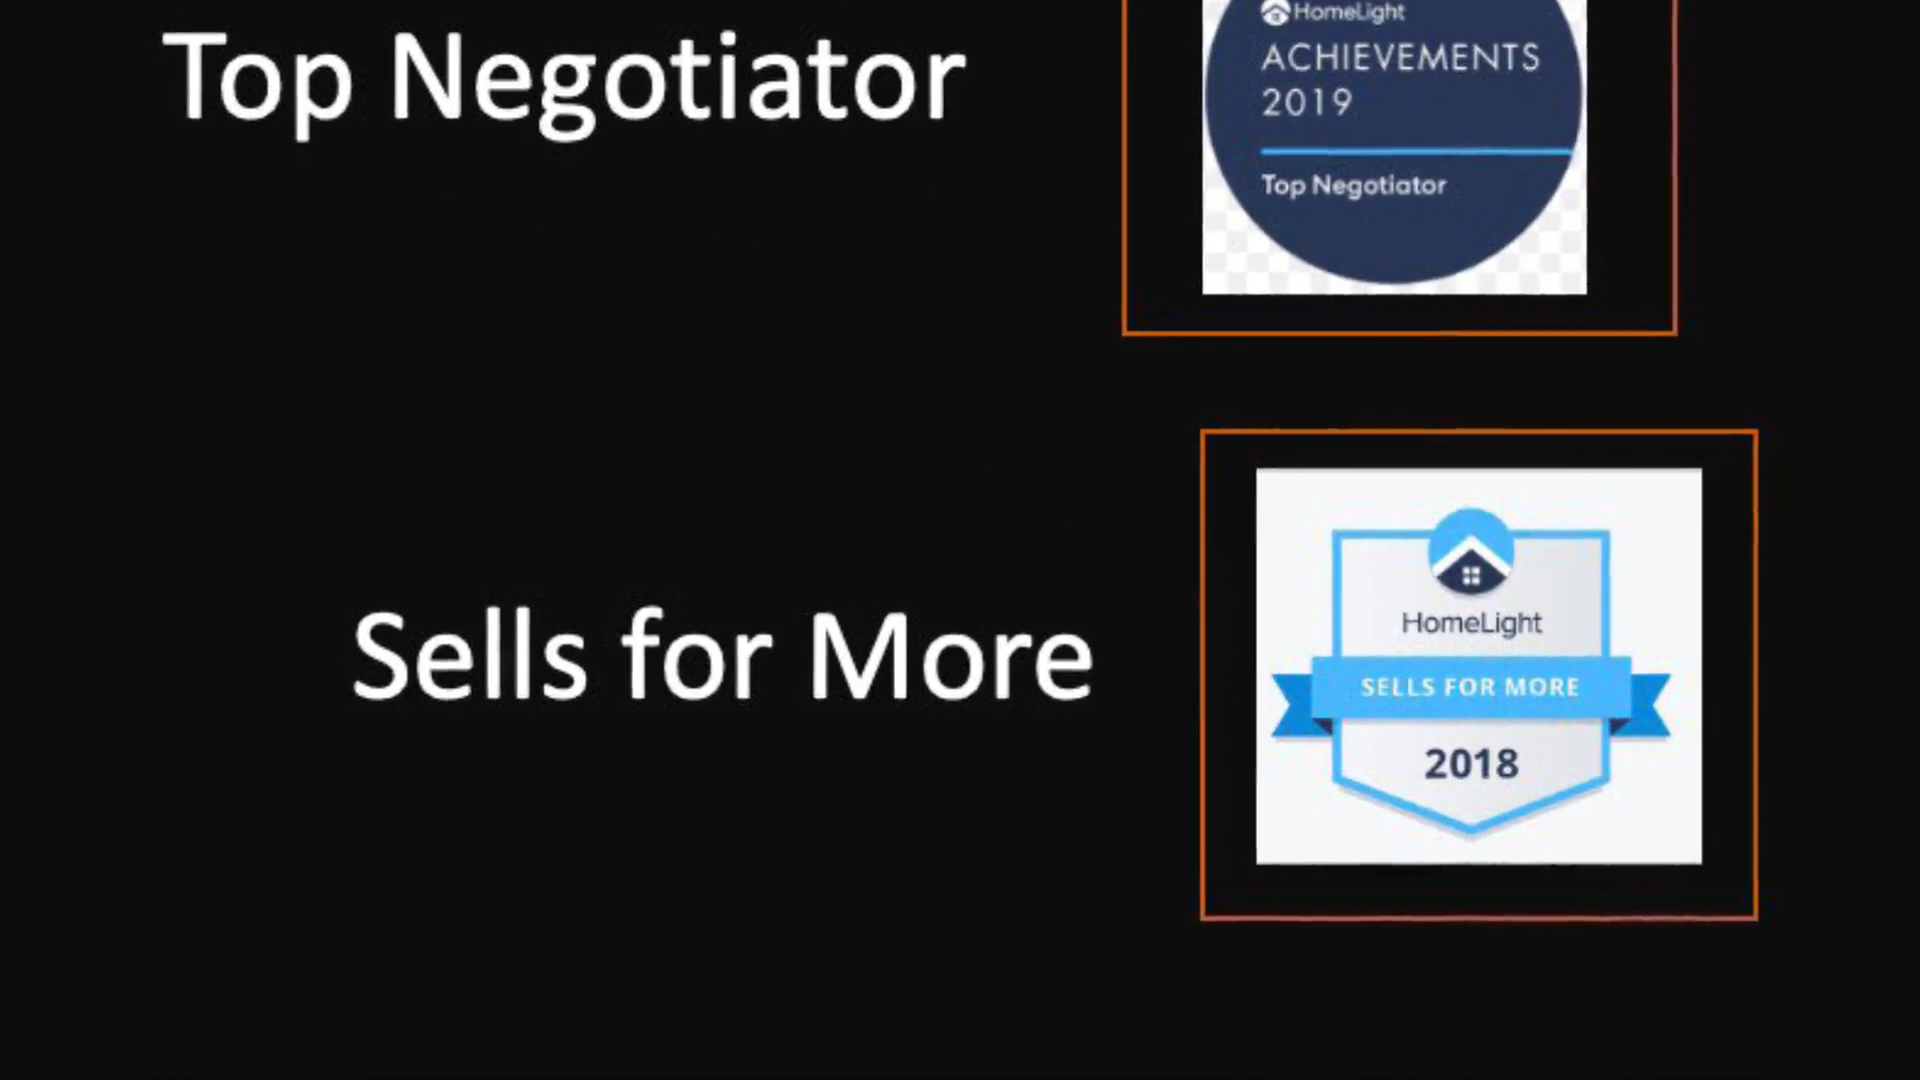 Top Negotiator
HomeLight
ACHIEVEMENTS
2019
Top Negotiator
Sells for More
HomeLight
SELLS FOR MORE
2018